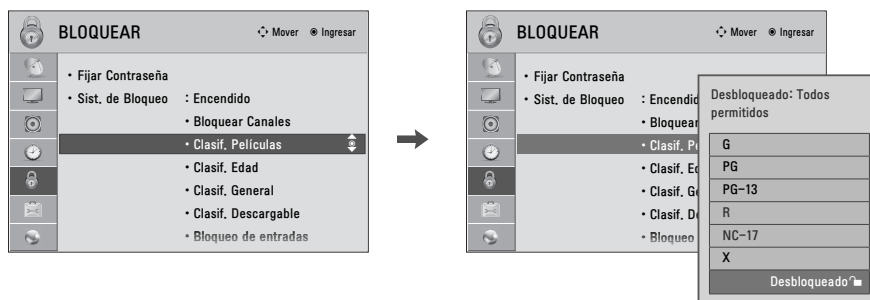 BLOQUEAR Mover Ingresar
• Fijar Contraseña
• Sist. de Bloqueo : Encendido
• Bloquear Canales
• Clasif. Películas
• Clasif. Edad
• Clasif. General
• Clasif. Descargable
• Bloqueo de entradas
BLOQUEAR Mover Ingresar
• Fijar Contraseña
• Sist. de Bloqueo : Encendid
• Bloquear
• Clasif. Pe
• Clasif. Ed
• Clasif. Ge
• Clasif. De
• Bloqueo
Desbloqueado: Todos
permitidos
G
PG
PG-13
R
NC-17
X
Desbloqueado